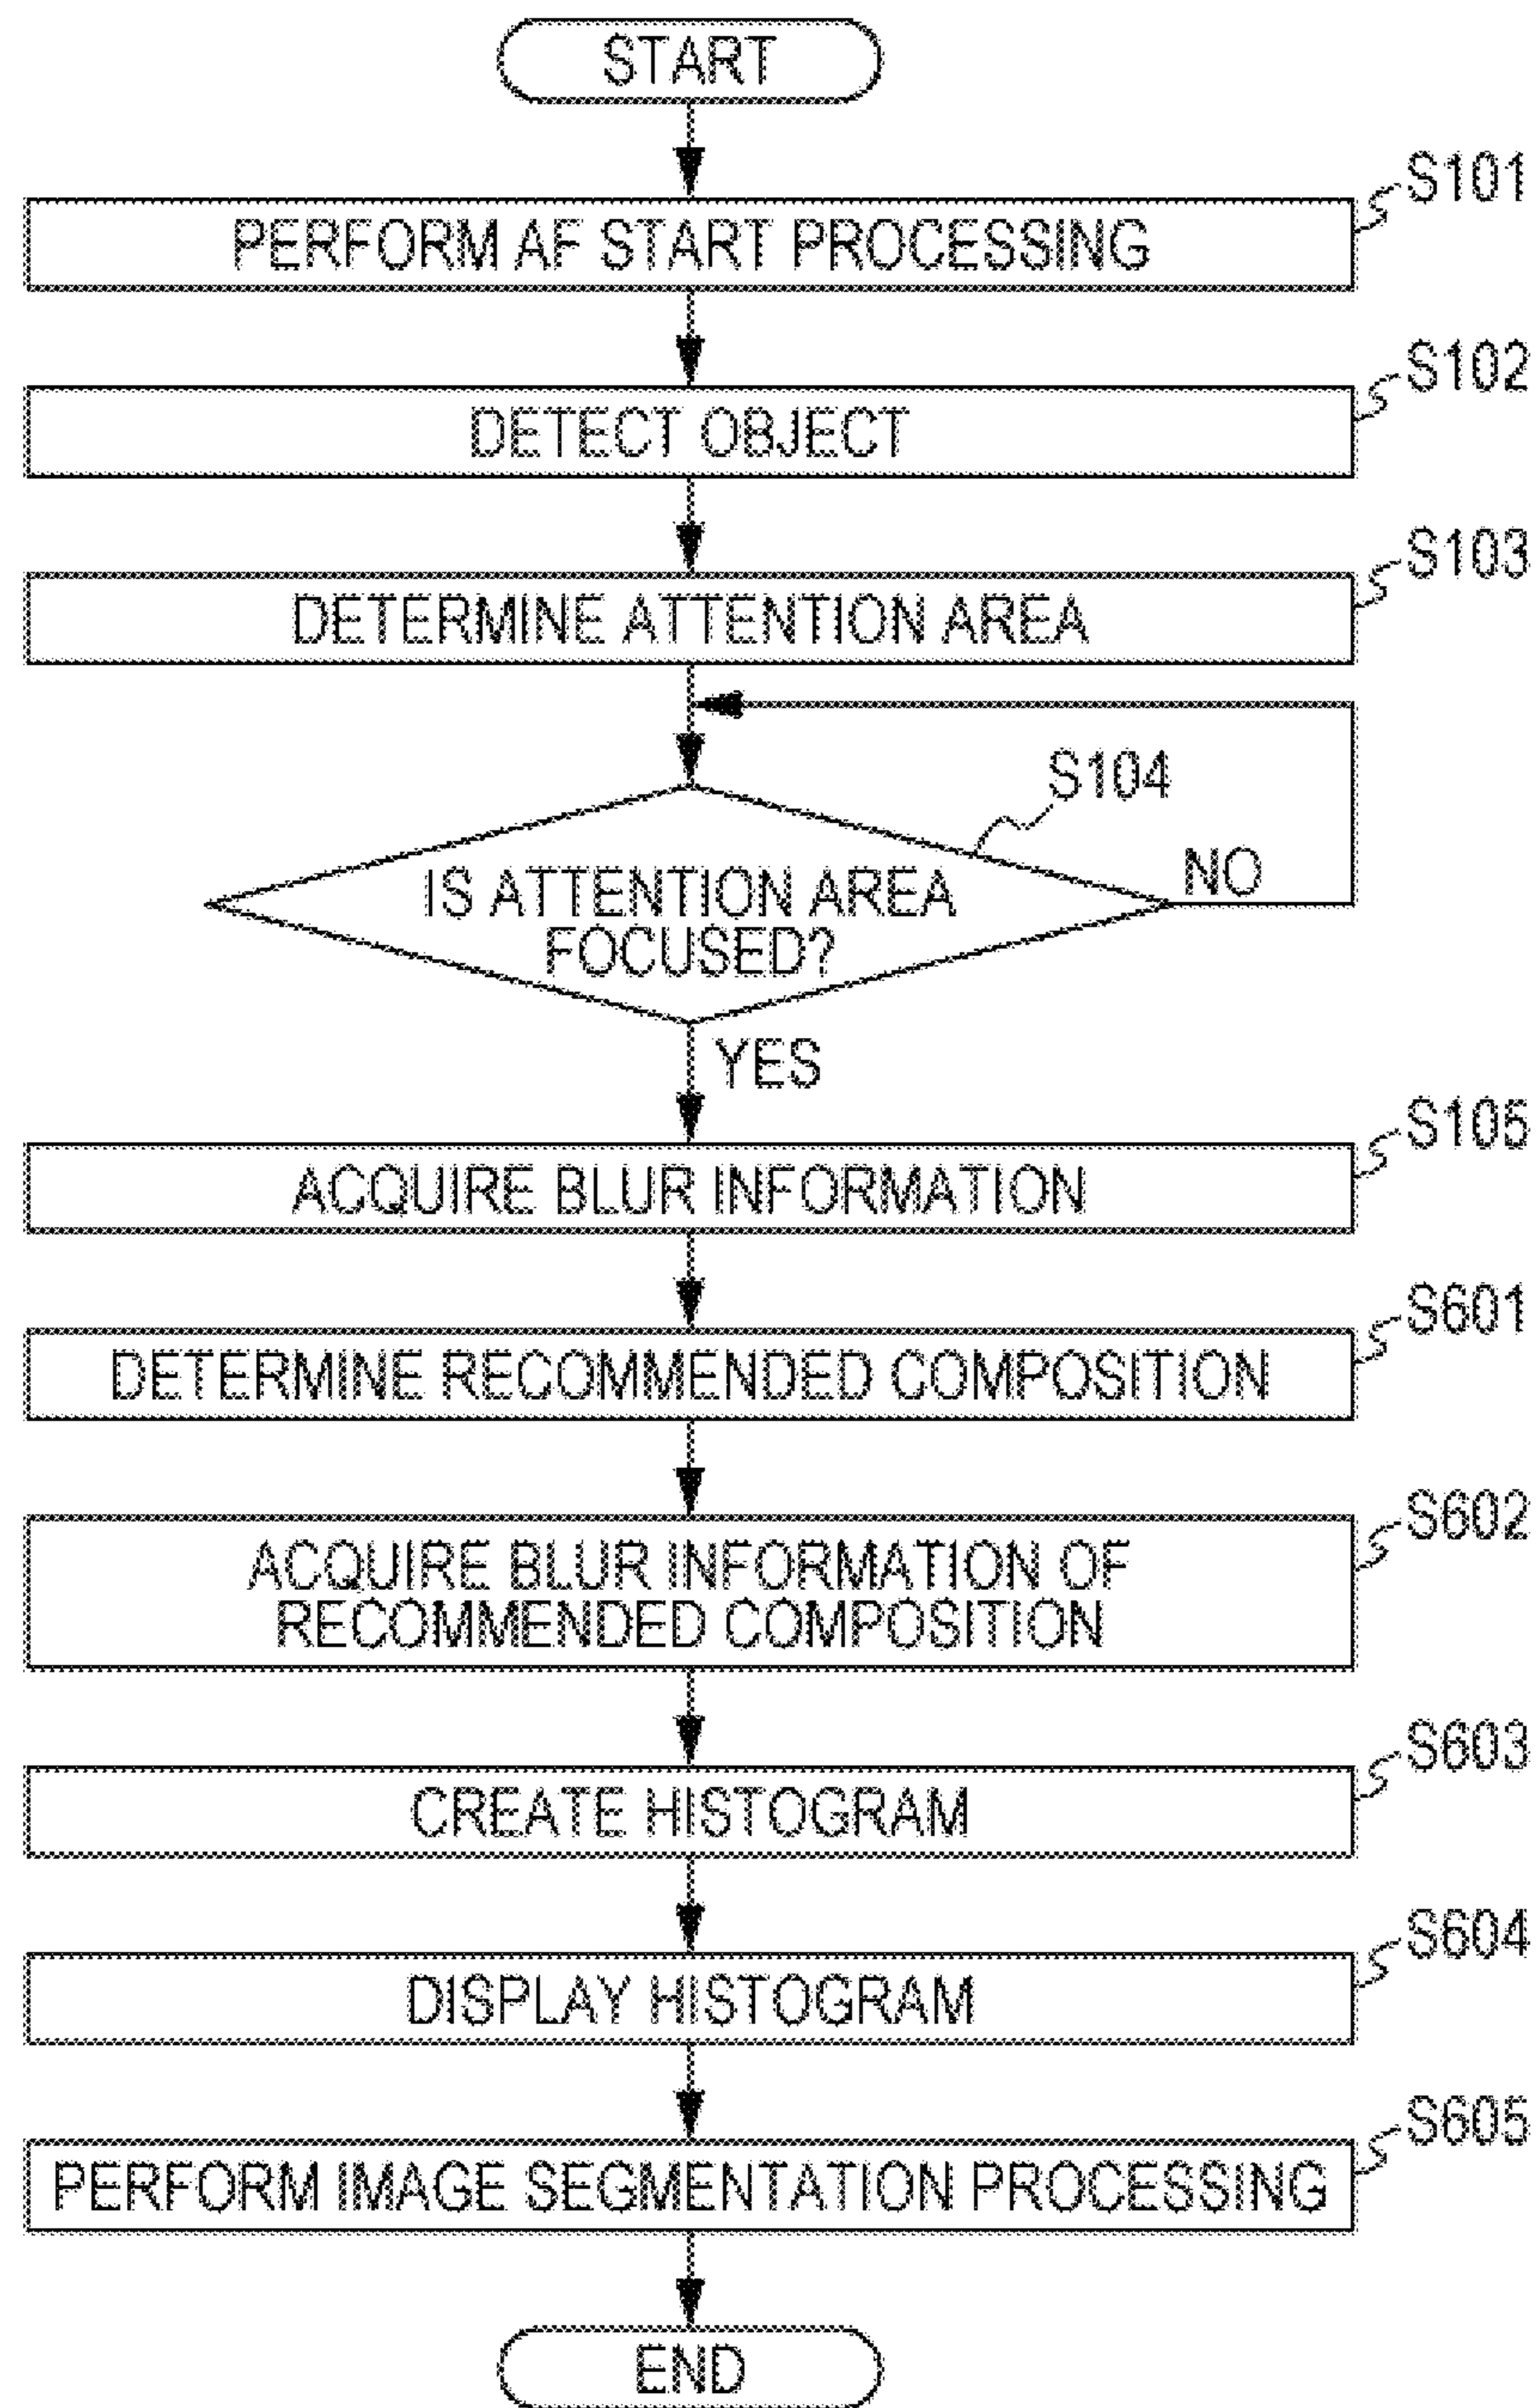 START
S101
PERFORM AF START PROCESSING
S102
DETECT OBJECT
S103
DETERMINE ATTENTION AREA
S104
IS ATTENTION AREA
FOCUSED?
NO
YES
S105
ACQUIRE BLUR INFORMATION
S601
DETERMINE RECOMMENDED COMPOSITION
S602
ACQUIRE BLUR INFORMATION OF
RECOMMENDED COMPOSITION
S603
CREATE HISTOGRAM
S604
DISPLAY HISTOGRAM
S605
PERFORM IMAGE SEGMENTATION PROCESSING
END